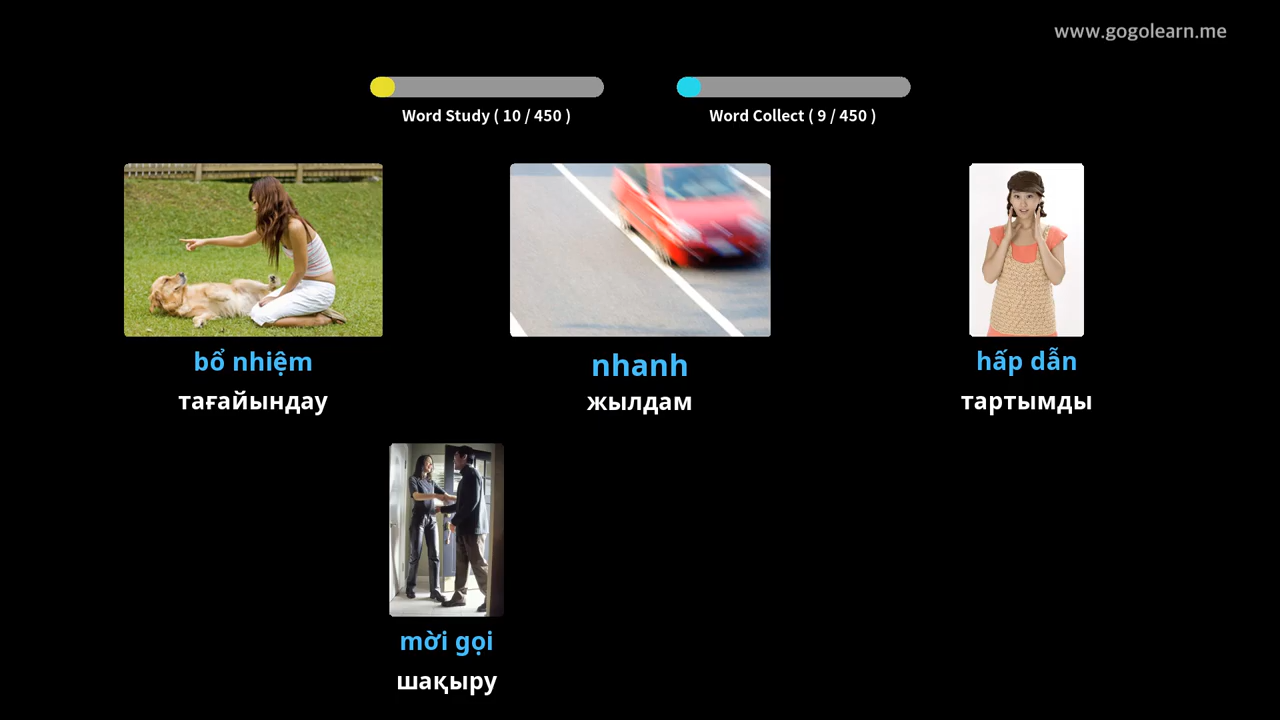 www.gogolearn.me
Word Study ( 10 / 450 )
Word Collect ( 9 / 450 )
bổ nhiệm
тағайындау
nhanh
жылдам
hấp dẫn
тартымды
mời gọi
шақыру